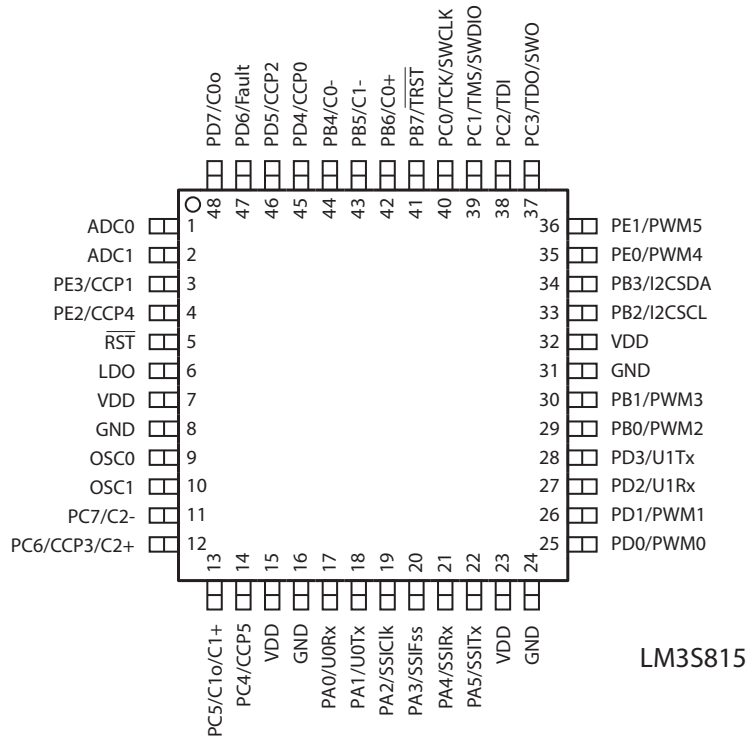 PD7/C0o
PD6/Fault
PD5/CCP2
PD4/CCP0
PB4/C0-
PB5/C1-
PB6/C0+
PB7/TRST
PC0/TCK/SWCLK
PC1/TMS/SWDIO
PC2/TDI
PC3/TDO/SWO
48
47
46
45
44
43
42
41
40
39
38
37
ADC0 1
ADC1 2
PE3/CCP1 3
PE2/CCP4 4
RST 5
LDO 6
VDD 7
GND 8
OSC0 9
OSC1 10
PC7/C2- 11
PC6/CCP3/C2+ 12
36 PE1/PWM5
35 PE0/PWM4
34 PB3/I2CSDA
33 PB2/I2CSCL
32 VDD
31 GND
30 PB1/PWM3
29 PB0/PWM2
28 PD3/U1Tx
27 PD2/U1Rx
26 PD1/PWM1
25 PD0/PWM0
13
14
15
16
17
18
19
20
21
22
23
24
PC5/C1o/C1+
PC4/CCP5
VDD
GND
PA0/U0Rx
PA1/U0Tx
PA2/SSIClk
PA3/SSIFss
PA4/SSIRx
PA5/SSITx
VDD
GND
LM3S815